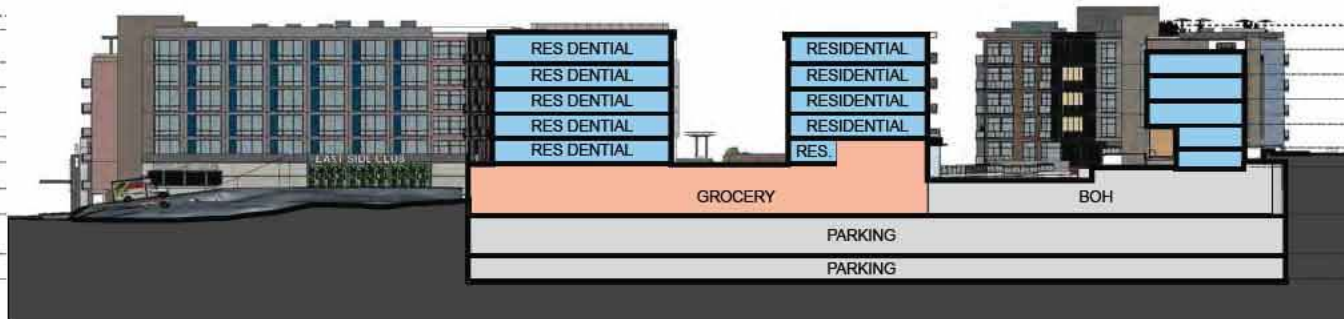 RES DENTIAL
RES DENTIAL
RES DENTIAL
RES DENTIAL
RES DENTIAL
RESIDENTIAL
RESIDENTIAL
RESIDENTIAL
RESIDENTIAL
RES.
EAST SIDE CLUB
GROCERY
BOH
PARKING
PARKING